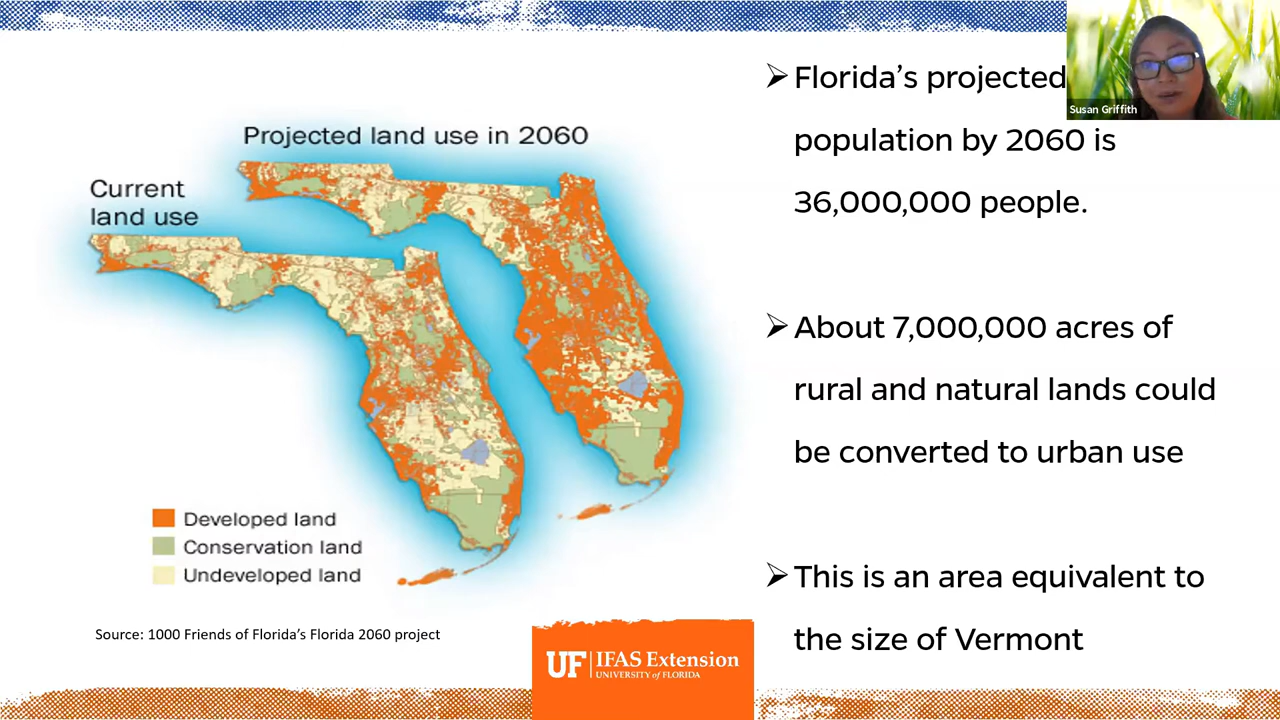 Projected land use in 2060
Current
land use
Developed land
Conservation land
Undeveloped land
Source: 1000 Friends of Florida’s Florida 2060 project
UF IFAS Extension
UNIVERSITY of FLORIDA
➢ Florida’s projected
population by 2060 is
36,000,000 people.
➢ About 7,000,000 acres of
rural and natural lands could
be converted to urban use
➢ This is an area equivalent to
the size of Vermont
Susan Griffith